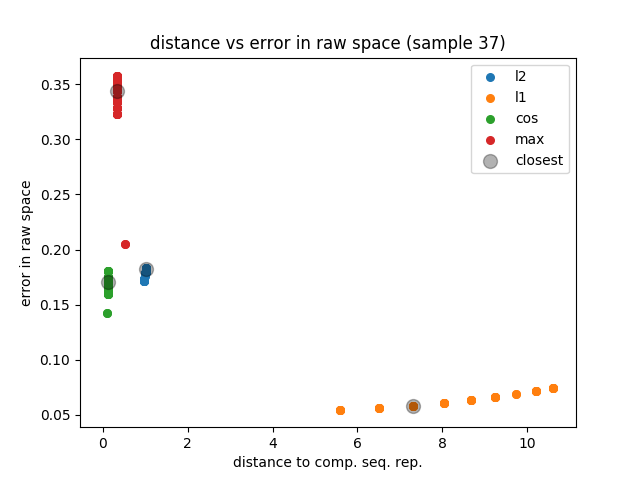 distance vs error in raw space (sample 37)
l2
l1
cos
max
closest
error in raw space
0.35
0.30
0.25
0.20
0.15
0.10
0.05
0 2 4 6 8 10
distance to comp. seq. rep.